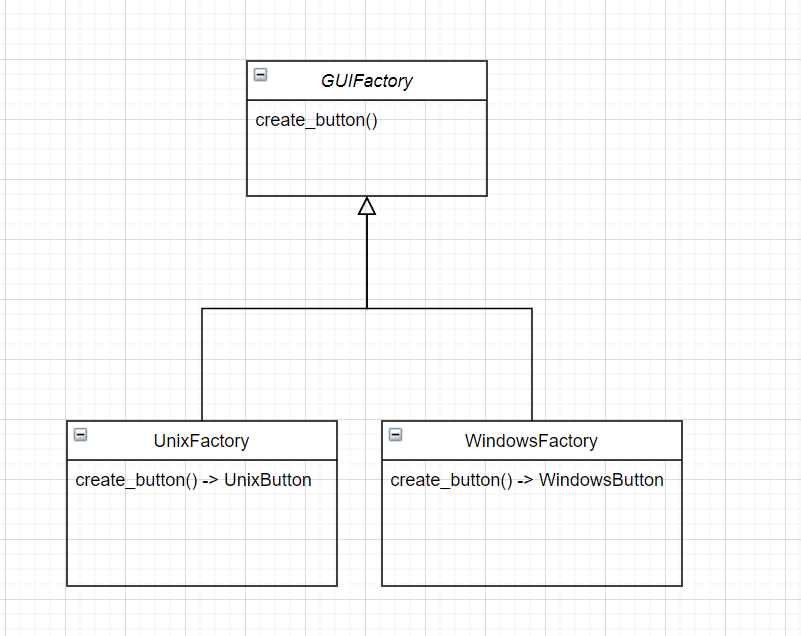 GUIFactory
create_button()
UnixFactory
create_button() -> UnixButton
WindowsFactory
create_button() -> WindowsButton